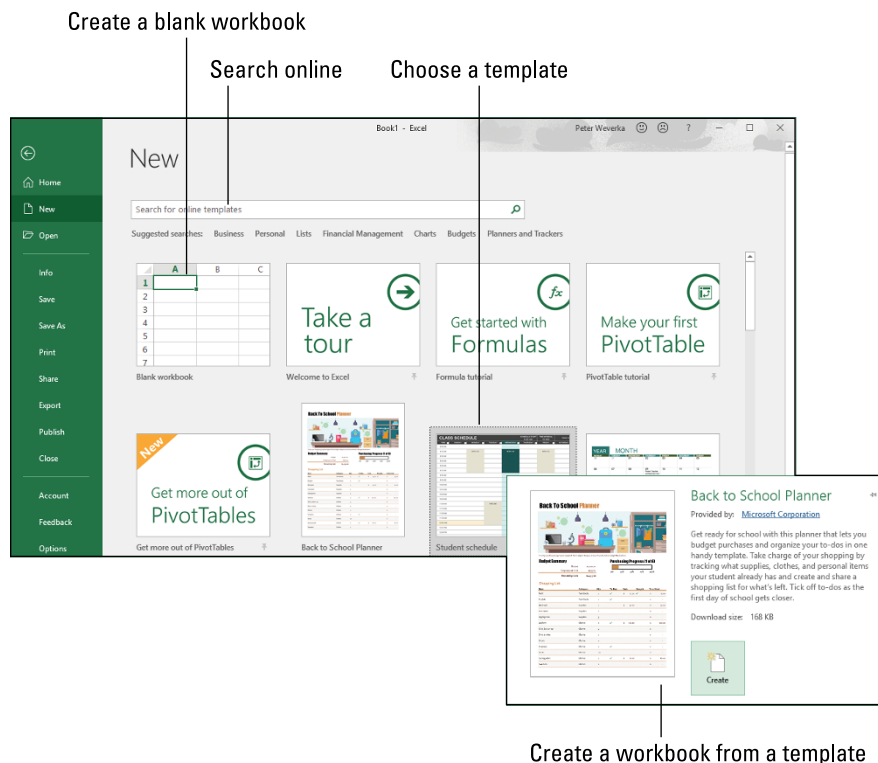 Create a blank workbook
Search online
Choose a template
Book1 - Excel
Peter Weverka
?
New
Home
New
Open
Info
Save
Save As
Print
Share
Export
Publish
Close
Account
Feedback
Options
Search for online templates
Suggested searches: Business Personal Lists Financial Management Charts Budgets Planners and Trackers
A B C
1
2
3
4
5
6
7
Blank workbook
Take a
tour
Welcome to Excel
fx
Get started with
Formulas
Formula tutorial
Make your first
PivotTable
PivotTable tutorial
New
Get more out of
PivotTables
Get more out of PivotTables
Back To School Planner
Back to School Planner
CLASS SCHEDULE
Student schedule
YEAR MONTH
Back To School Planner
Budget Summary
Purchasing Progress
Shopping List
Back to School Planner
Provided by: Microsoft Corporation
Get ready for school with this planner that lets you
budget purchases and organize your to-dos in one
handy template. Take charge of your shopping by
tracking what supplies, clothes, and personal items
your student already has and create and share a
shopping list for what's left. Tick off to-dos as the
first day of school gets closer.
Download size: 168 KB
Create
Create a workbook from a template